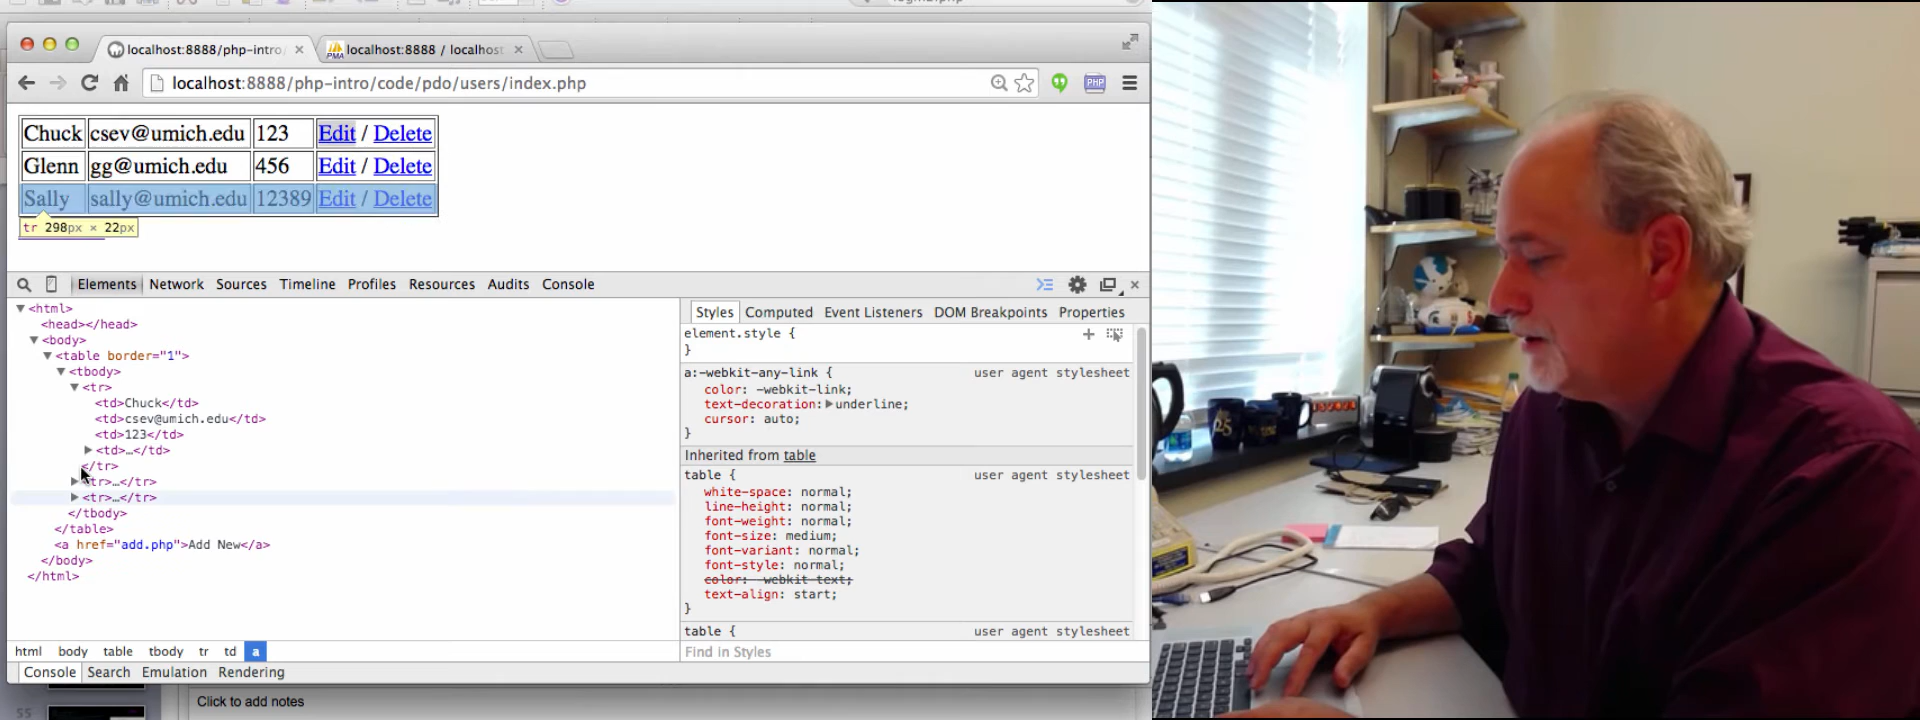 localhost:8888/php-intro
localhost:8888 / localhos
localhost:8888/php-intro/code/pdo/users/index.php
PHP
Chuck csev@umich.edu 123 Edit / Delete
Glenn gg@umich.edu 456 Edit / Delete
Sally sally@umich.edu 12389 Edit / Delete
tr 298px × 22px
Elements Network Sources Timeline Profiles Resources Audits Console
<html>
<head></head>
<body>
<table border="1">
<tbody>
<tr>
<td>Chuck</td>
<td>csev@umich.edu</td>
<td>123</td>
<td>…</td>
</tr>
<tr>…</tr>
<tr>…</tr>
</tbody>
</table>
<a href="add.php">Add New</a>
</body>
</html>
html body table tbody tr td a
Console Search Emulation Rendering
Styles Computed Event Listeners DOM Breakpoints Properties
element.style {
}
a:-webkit-any-link { user agent stylesheet
color: -webkit-link;
text-decoration: underline;
cursor: auto;
}
Inherited from table
table { user agent stylesheet
white-space: normal;
line-height: normal;
font-weight: normal;
font-size: medium;
font-variant: normal;
font-style: normal;
color: -webkit-text;
text-align: start;
}
table { user agent stylesheet
Find in Styles
55
Click to add notes
25